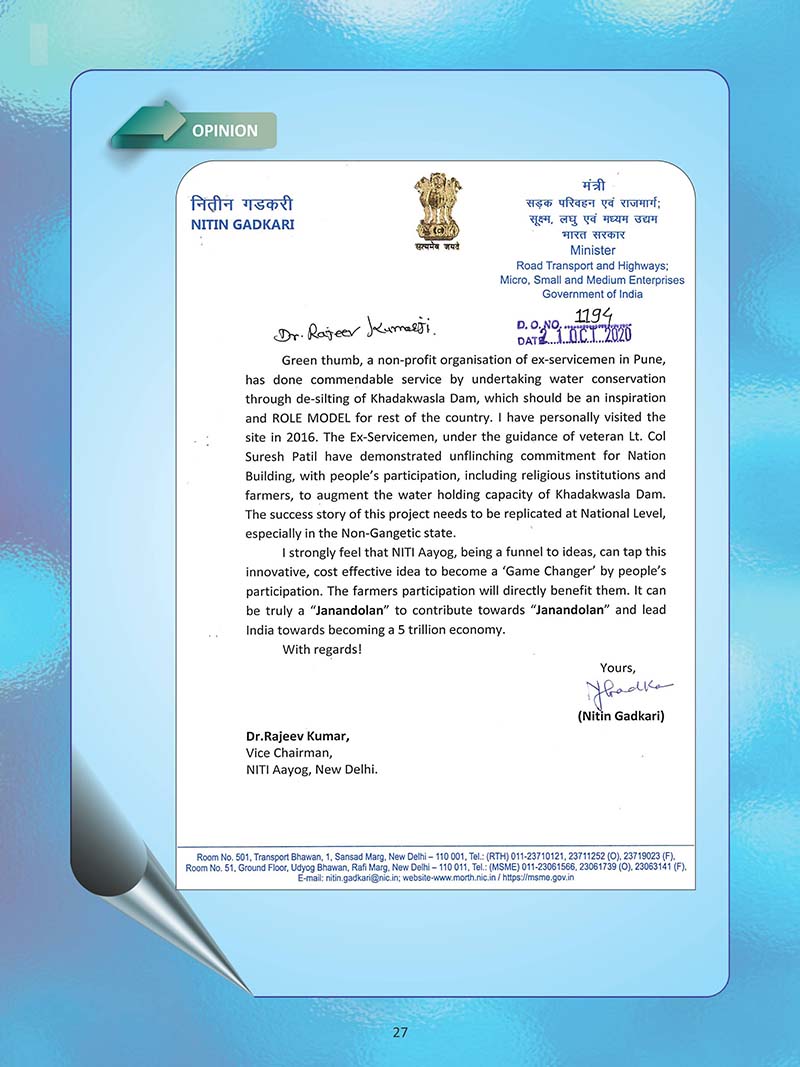 OPINION
नितीन गडकरी
NITIN GADKARI
सत्यमेव जयते
मंत्री
सड़क परिवहन एवं राजमार्ग;
सूक्ष्म, लघु एवं मध्यम उद्यम
भारत सरकार
Minister
Road Transport and Highways;
Micro, Small and Medium Enterprises
Government of India
D. O. NO. 1194
DATE 21 OCT 2020
Dr. Rajeev Kumarji.
Green thumb, a non-profit organisation of ex-servicemen in Pune,
has done commendable service by undertaking water conservation
through de-silting of Khadakwasla Dam, which should be an inspiration
and ROLE MODEL for rest of the country. I have personally visited the
site in 2016. The Ex-Servicemen, under the guidance of veteran Lt. Col
Suresh Patil have demonstrated unflinching commitment for Nation
Building, with people's participation, including religious institutions and
farmers, to augment the water holding capacity of Khadakwasla Dam.
The success story of this project needs to be replicated at National Level,
especially in the Non-Gangetic state.
I strongly feel that NITI Aayog, being a funnel to ideas, can tap this
innovative, cost effective idea to become a ‘Game Changer’ by people's
participation. The farmers participation will directly benefit them. It can
be truly a “Janandolan” to contribute towards “Janandolan” and lead
India towards becoming a 5 trillion economy.
With regards!
Yours,
(Nitin Gadkari)
Dr.Rajeev Kumar,
Vice Chairman,
NITI Aayog, New Delhi.
Room No. 501, Transport Bhawan, 1, Sansad Marg, New Delhi – 110 001, Tel.: (RTH) 011-23710121, 23711252 (O), 23719023 (F),
Room No. 51, Ground Floor, Udyog Bhawan, Rafi Marg, New Delhi – 110 011, Tel.: (MSME) 011-23061566, 23061739 (O), 23063141 (F),
E-mail: nitin.gadkari@nic.in; website-www.morth.nic.in / https://msme.gov.in
27